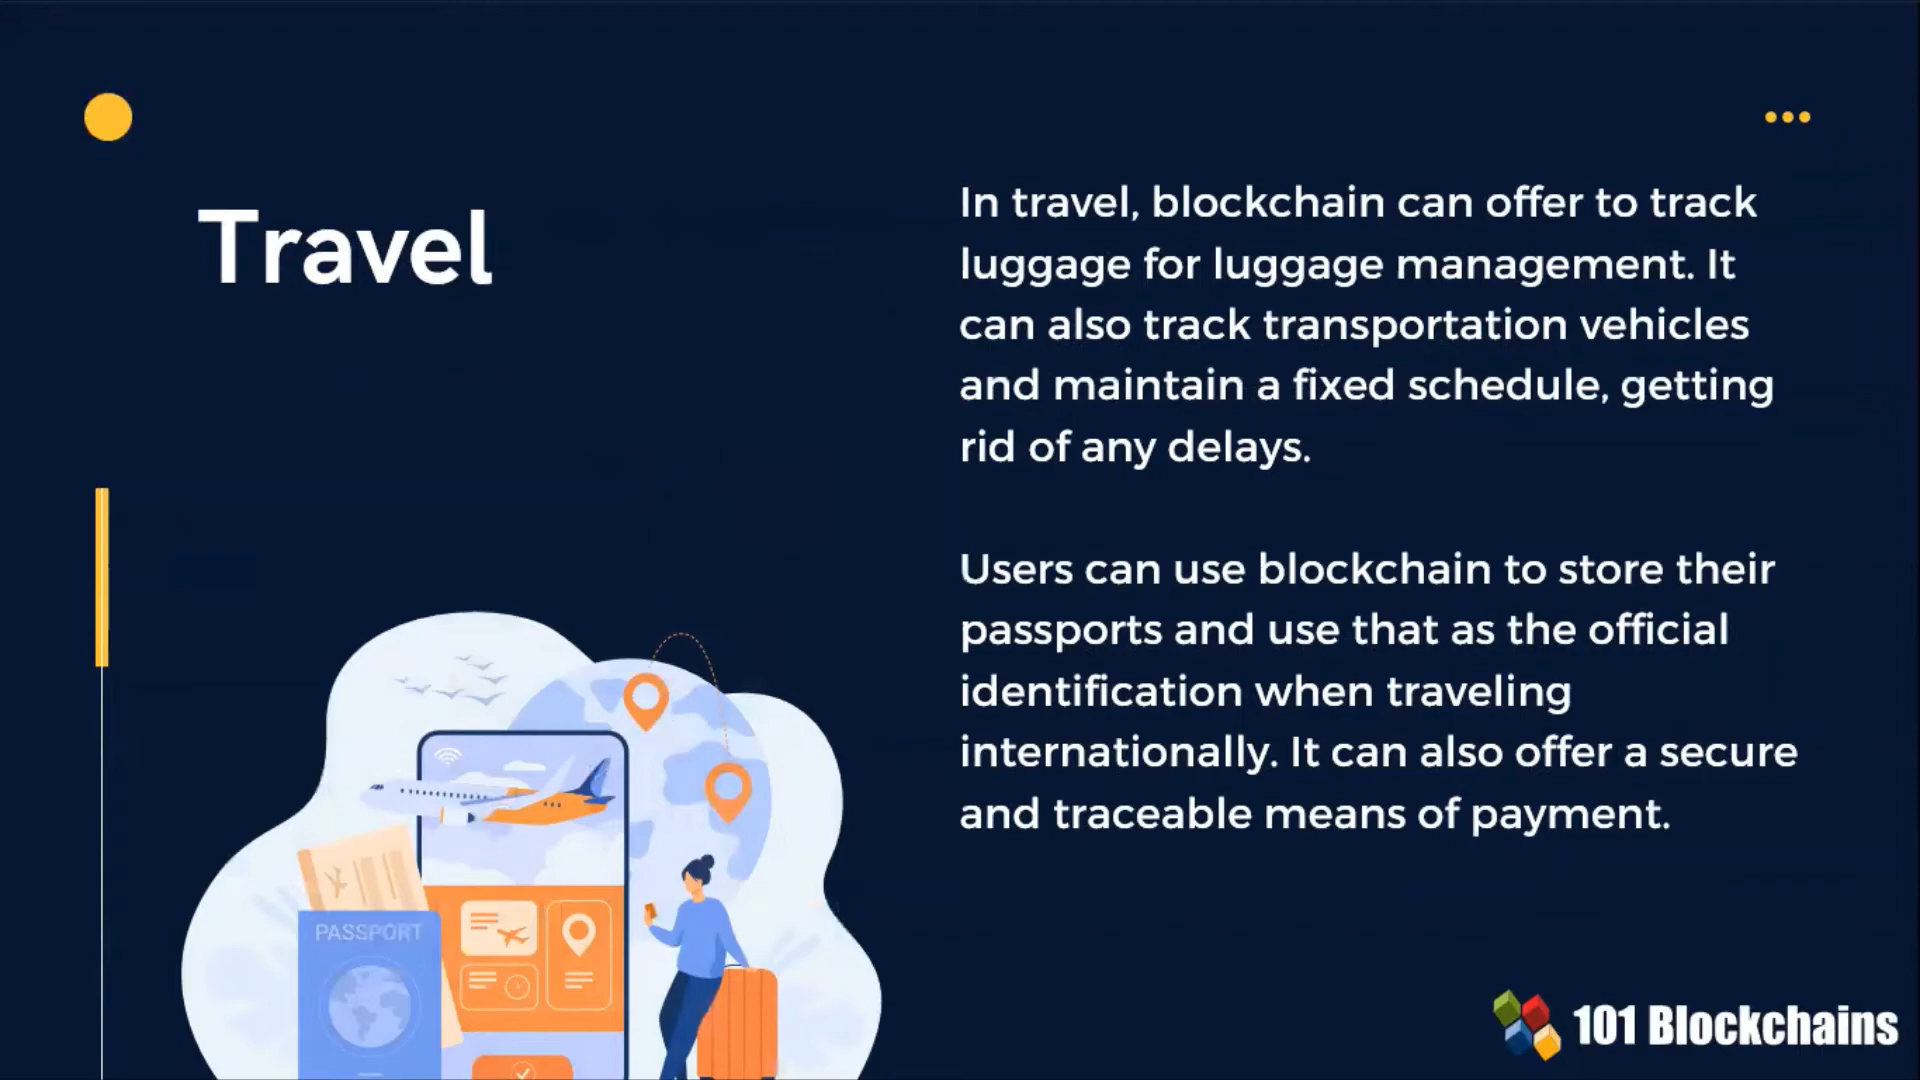 Travel
In travel, blockchain can offer to track
luggage for luggage management. It
can also track transportation vehicles
and maintain a fixed schedule, getting
rid of any delays.
Users can use blockchain to store their
passports and use that as the official
identification when traveling
internationally. It can also offer a secure
and traceable means of payment.
PASSPORT
101 Blockchains